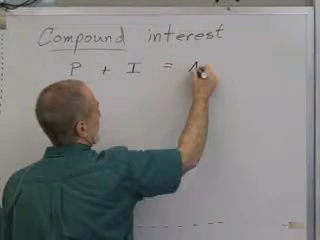 Compound interest
P + I = A